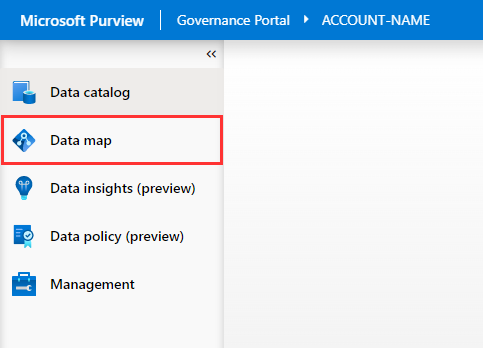 Microsoft Purview Governance Portal ACCOUNT-NAME
Data catalog
Data map
Data insights (preview)
Data policy (preview)
Management